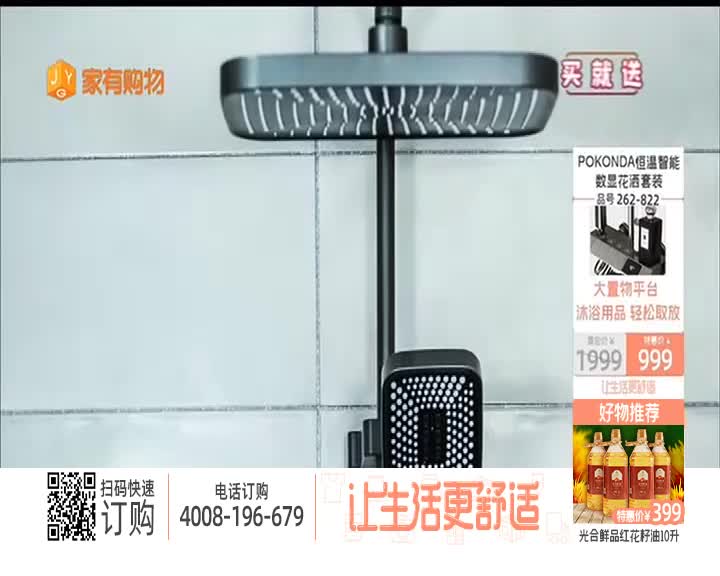 JYG 家有购物
买就送
POKONDA恒温智能
数显花洒套装
品号 262-822
大置物平台
沐浴用品 轻松取放
1999
特惠价¥
999
让生活更舒适
好物推荐
特惠价¥399
光合鲜品红花籽油10升
扫码快速
订购
电话订购
4008-196-679
让生活更舒适